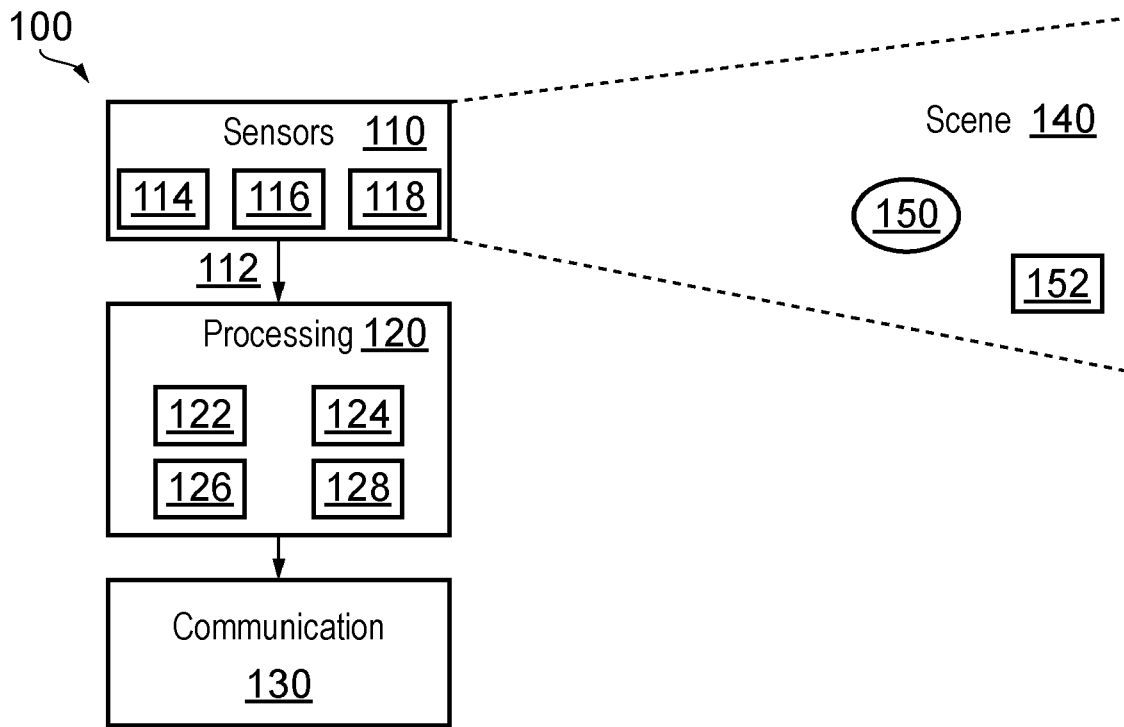 100
Sensors 110
114 116 118
Scene 140
150
152
112
Processing 120
122 124
126 128
Communication
130